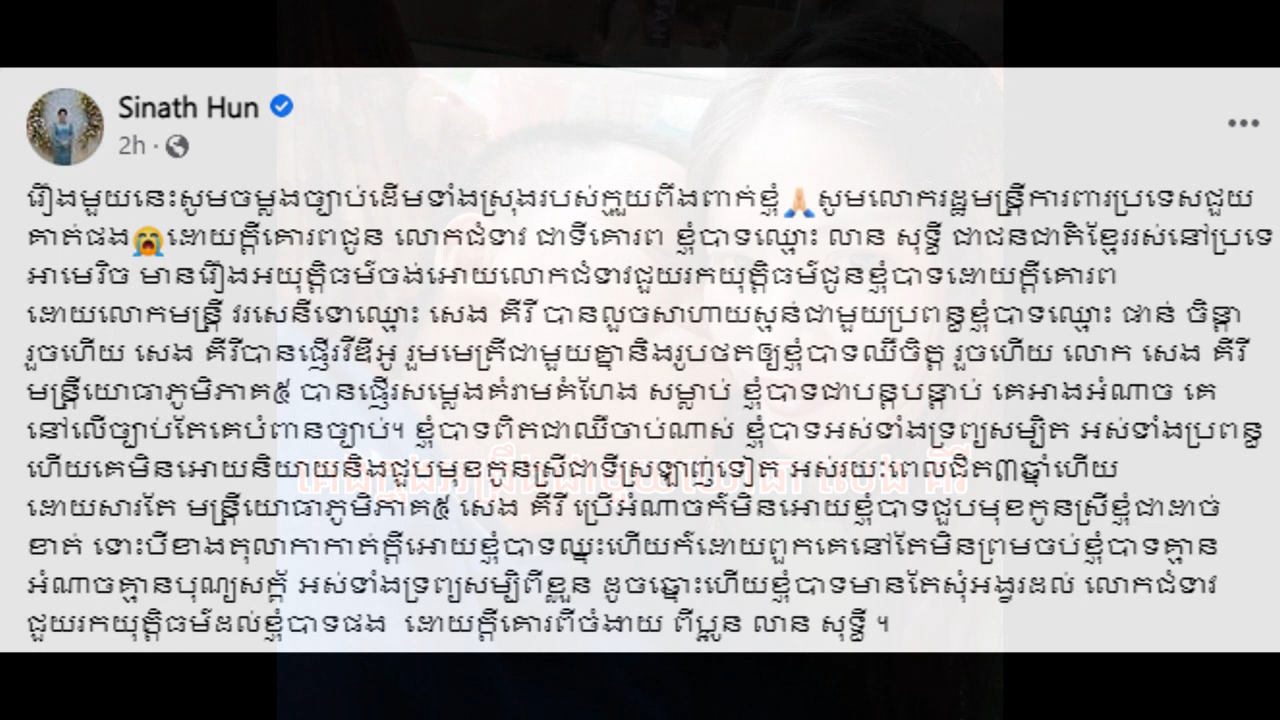 Sinath Hun
2h ·
រឿងមួយនេះសូមចម្លងច្បាប់ដើមទាំងស្រុងរបស់ក្មួយពីងពាក់ខ្ញុំ🙏សូមលោករដ្ឋមន្ត្រីការពារប្រទេសជួយ
គាត់ផង😭ដោយក្តីគោរពជូន លោកជំទាវ ជាទីគោរព ខ្ញុំបាទឈ្មោះ លាន សុទ្ធី ជាជនជាតិខ្មែររស់នៅប្រទេ
អាមេរិច មានរឿងអយុត្តិធម៍ចង់អោយលោកជំទាវជួយរកយុត្តិធម៍ជូនខ្ញុំបាទដោយក្តីគោរព
ដោយលោកមន្ត្រី វរសេនីទោឈ្មោះ សេង គីរី បានលួចសាហាយស្មន់ជាមួយប្រពន្ធខ្ញុំបាទឈ្មោះ ផាន់ ចិន្តា
រួចហើយ សេង គីរីបានផ្ញើរវីឌីអូ រួមមេត្រីជាមួយគ្នានិងរូបថតឲ្យខ្ញុំបាទឈឺចិត្ត រួចហើយ លោក សេង គីរី
មន្ត្រីយោធាភូមិភាគ៥ បានផ្ញើរសម្លេងគំរាមគំហែង សម្លាប់ ខ្ញុំបាទជាបន្តបន្ទាប់ គេអាងអំណាច គេ
នៅលើច្បាប់តែគេបំពានច្បាប់។ ខ្ញុំបាទពិតជាឈឺចាប់ណាស់ ខ្ញុំបាទអស់ទាំងទ្រព្យសម្បិត អស់ទាំងប្រពន្ធ
ហើយគេមិនអោយនិយាយនិងជួបមុខកូនស្រីជាទីស្រឡាញ់ទៀត អស់រយៈពេលជិត៣ឆ្នាំហើយ
ដោយសារតែ មន្ត្រីយោធាភូមិភាគ៥ សេង គីរី ប្រើអំណាចក៍មិនអោយខ្ញុំបាទជួបមុខកូនស្រីខ្ញុំជាដាច់
ខាត់ ទោះបីខាងតុលាកាកាត់ក្តីអោយខ្ញុំបាទឈ្នះហើយក៍ដោយពួកគេនៅតែមិនព្រមចប់ខ្ញុំបាទគ្មាន
អំណាចគ្មានបុណ្យសក្ត័ អស់ទាំងទ្រព្យសម្បិពីខ្លួន ដូចឆ្នោះហើយខ្ញុំបាទមានតែសុំអង្វរដល់ លោកជំទាវ
ជួយរកយុត្តិធម៍ដល់ខ្ញុំបាទផង ដោយក្តីគោរពីចំងាយ ពីប្អូន លាន សុទ្ធី ។